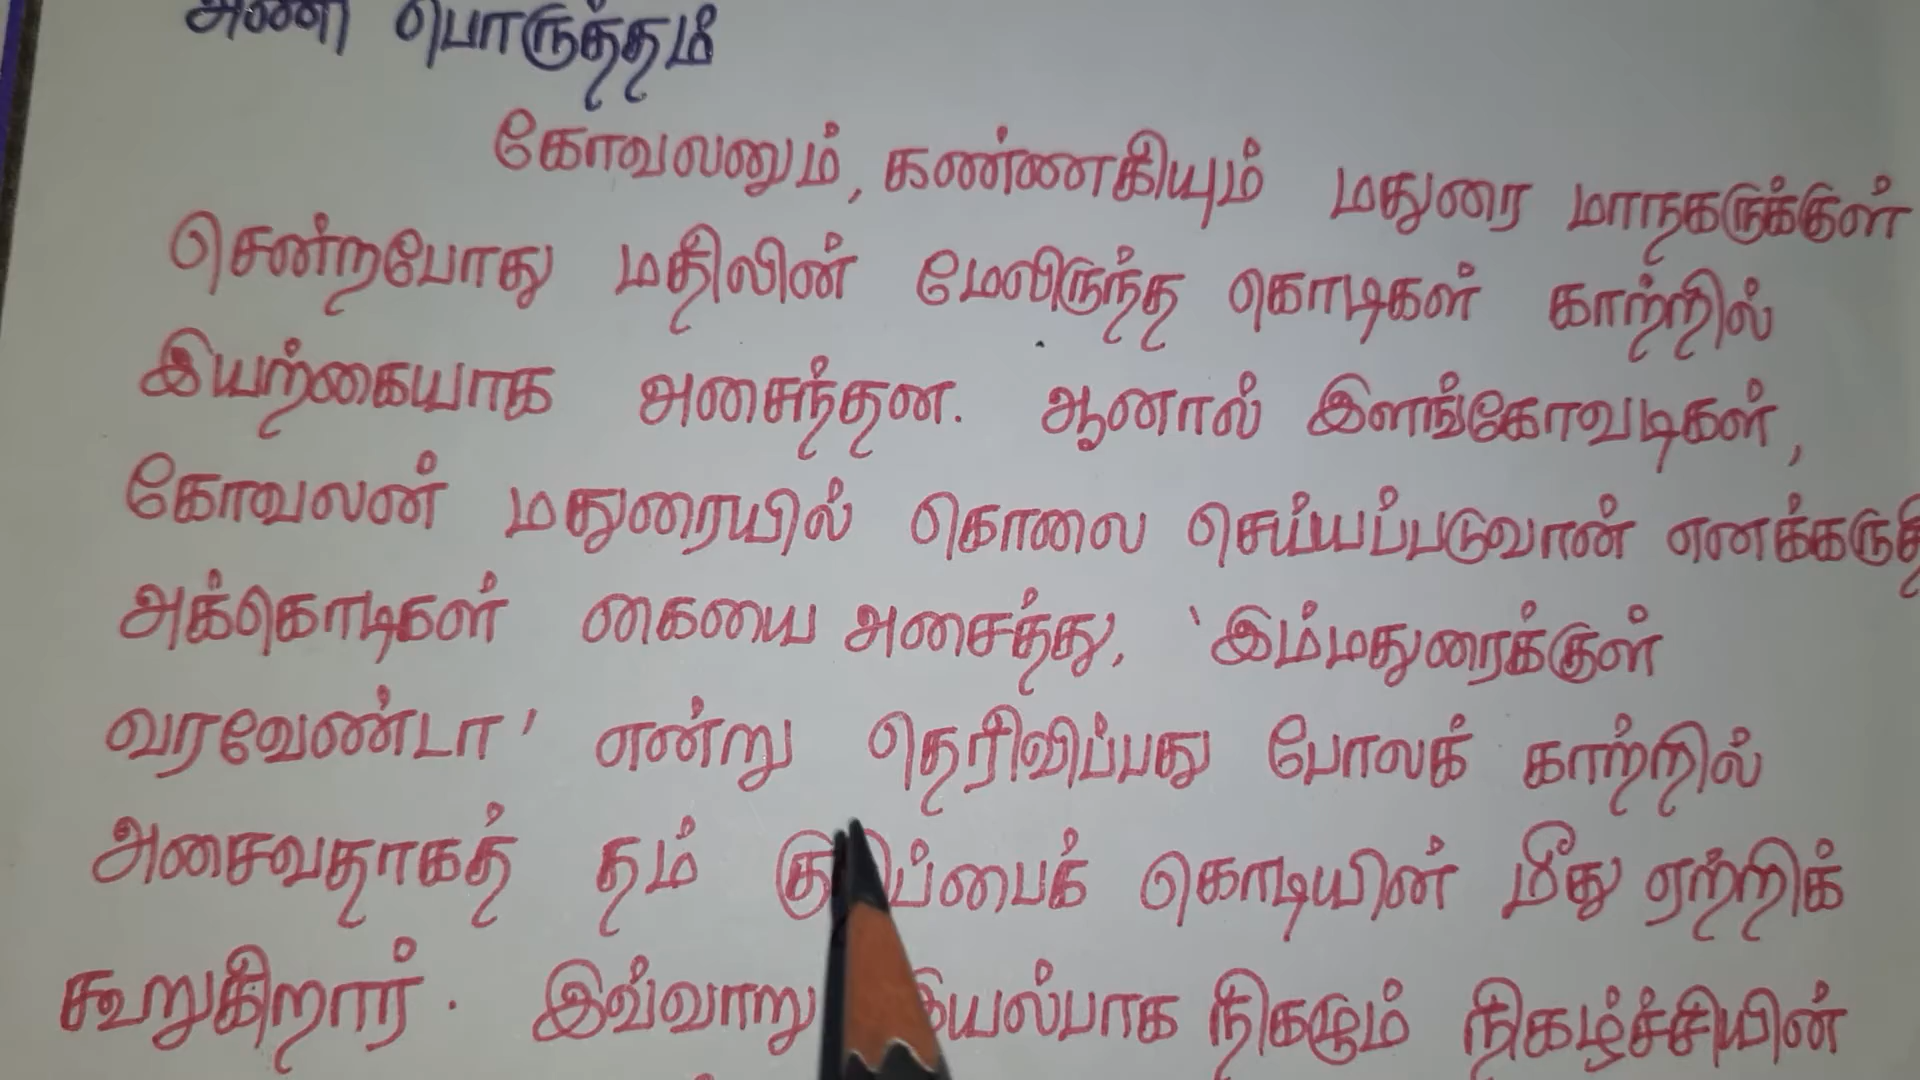 அணி பொருத்தம்
கோவலனும், கண்ணகியும் மதுரை மாநகருக்குள்
சென்றபோது மதிலின் மேலிருந்த கொடிகள் காற்றில்
இயற்கையாக அசைந்தன. ஆனால் இளங்கோவடிகள்,
கோவலன் மதுரையில் கொலை செய்யப்படுவான் எனக்கருதி
அக்கொடிகள் கையை அசைத்து, 'இம்மதுரைக்குள்
வரவேண்டா' என்று தெரிவிப்பது போலக் காற்றில்
அசைவதாகத் தம் கொடியின் மீது ஏற்றிக்
கூறுகிறார். இவ்வாறு நிகழும் நிகழ்ச்சியின்